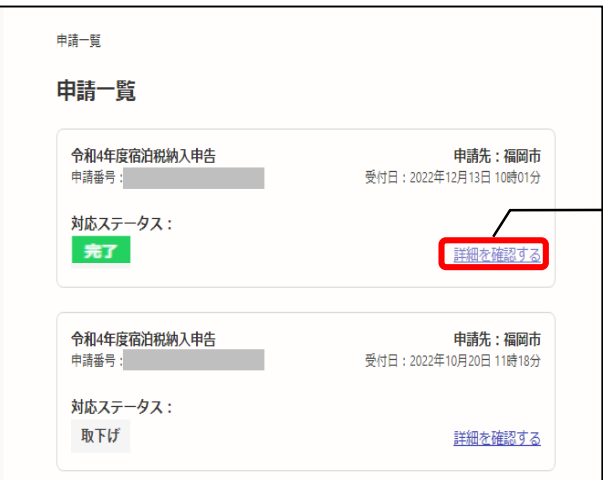 申請一覧
申請一覧
令和4年度宿泊税納入申告
申請先：福岡市
申請番号：
受付日：2022年12月13日 10時01分
対応ステータス：
完了
詳細を確認する
令和4年度宿泊税納入申告
申請先：福岡市
申請番号：
受付日：2022年10月20日 11時18分
対応ステータス：
取下げ
詳細を確認する